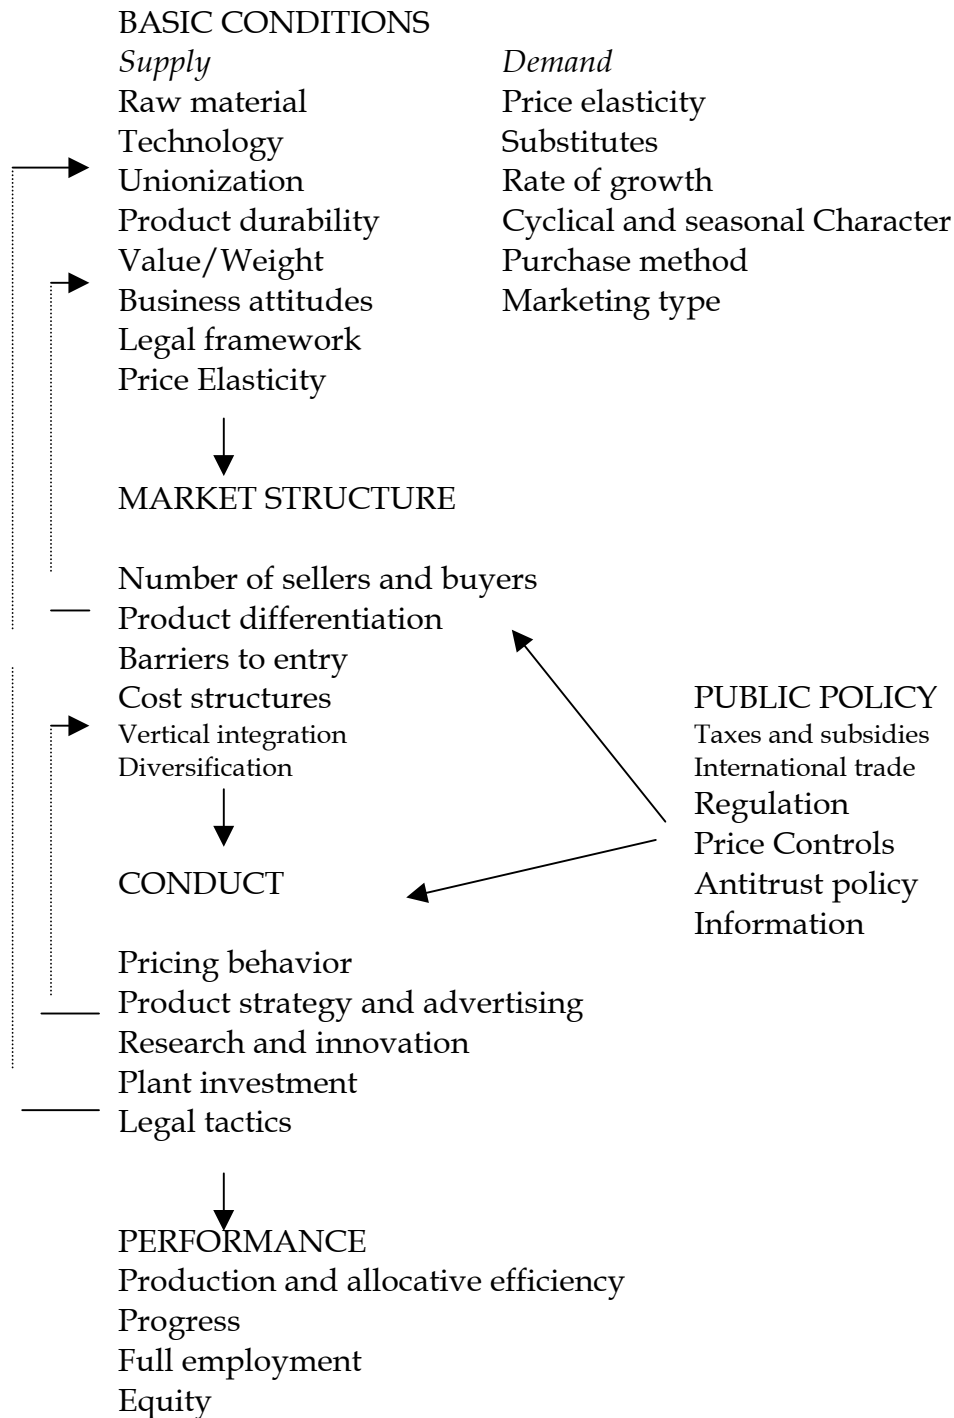 BASIC CONDITIONS
Supply
Demand
Raw material
Price elasticity
Technology
Substitutes
Unionization
Rate of growth
Product durability
Cyclical and seasonal Character
Value/Weight
Purchase method
Business attitudes
Marketing type
Legal framework
Price Elasticity
MARKET STRUCTURE
Number of sellers and buyers
Product differentiation
Barriers to entry
Cost structures
Vertical integration
Diversification
PUBLIC POLICY
Taxes and subsidies
International trade
Regulation
Price Controls
Antitrust policy
Information
CONDUCT
Pricing behavior
Product strategy and advertising
Research and innovation
Plant investment
Legal tactics
PERFORMANCE
Production and allocative efficiency
Progress
Full employment
Equity